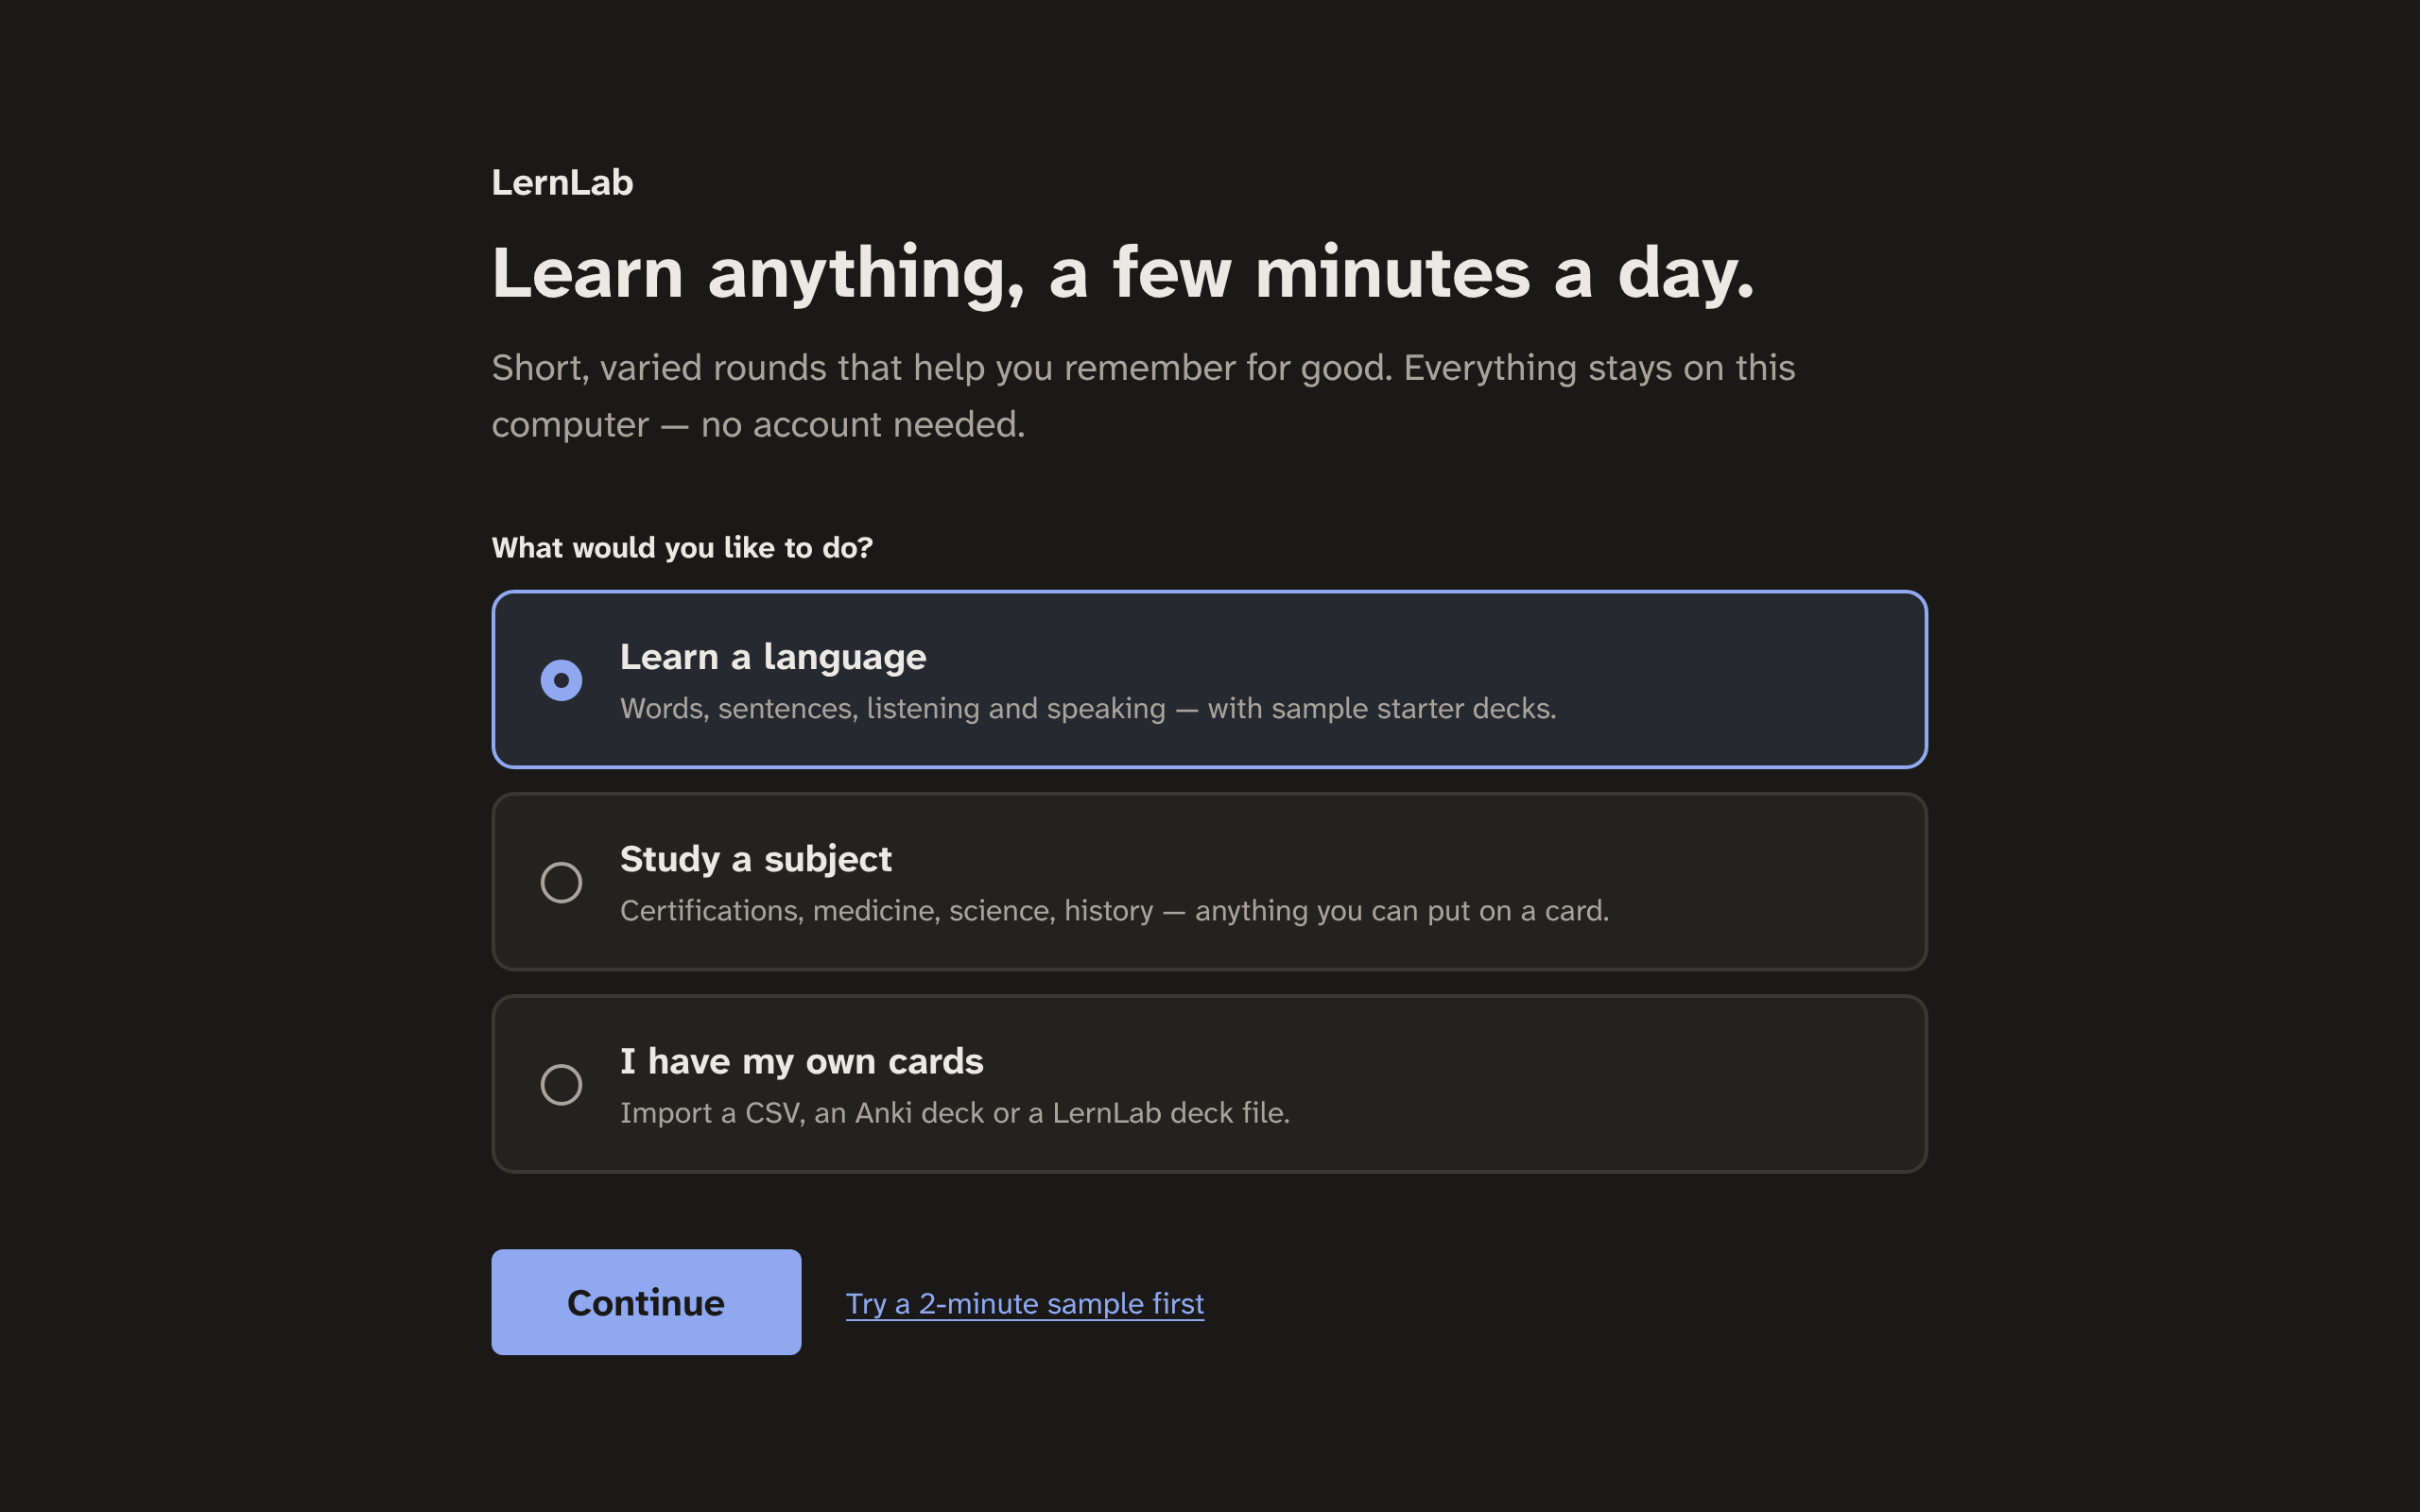 LernLab
Learn anything, a few minutes a day.
Short, varied rounds that help you remember for good. Everything stays on this
computer — no account needed.
What would you like to do?
Learn a language
Words, sentences, listening and speaking — with sample starter decks.
Study a subject
Certifications, medicine, science, history — anything you can put on a card.
I have my own cards
Import a CSV, an Anki deck or a LernLab deck file.
Continue
Try a 2-minute sample first